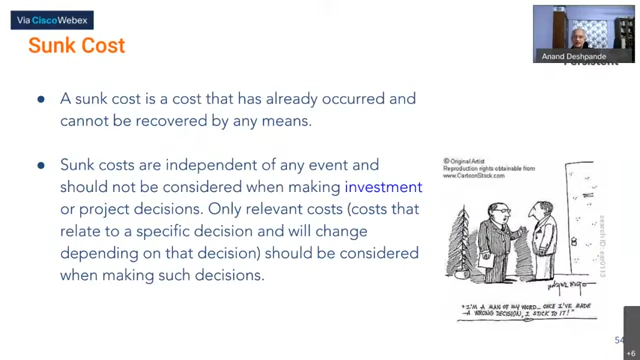 Via Cisco Webex
Sunk Cost
Anand Deshpande
Persistent
● A sunk cost is a cost that has already occurred and
cannot be recovered by any means.
● Sunk costs are independent of any event and
should not be considered when making investment
or project decisions. Only relevant costs (costs that
relate to a specific decision and will change
depending on that decision) should be considered
when making such decisions.
© Original Artist
Reproduction rights obtainable from
www.CartoonStock.com
"I'M A MAN OF MY WORD... ONCE I'VE MADE
A WRONG DECISION, I STICK TO IT!"
54
+6